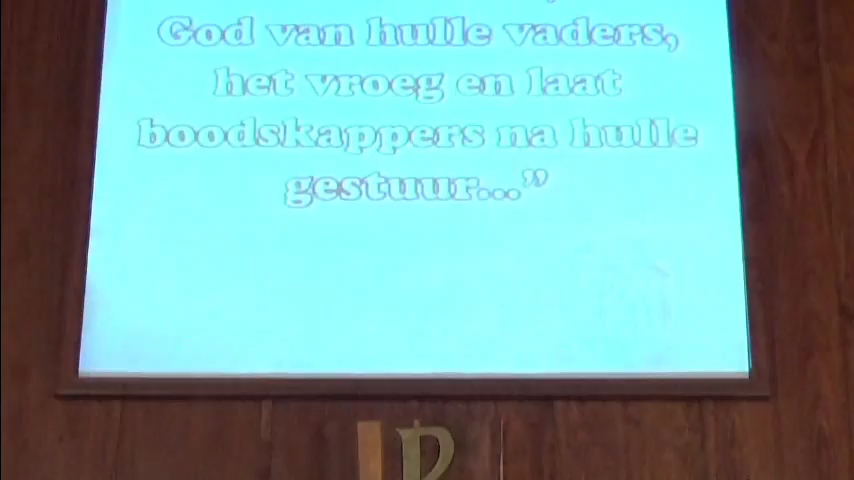 God van hulle vaders,
het vroeg en laat
boodskappers na hulle
gestuur...”